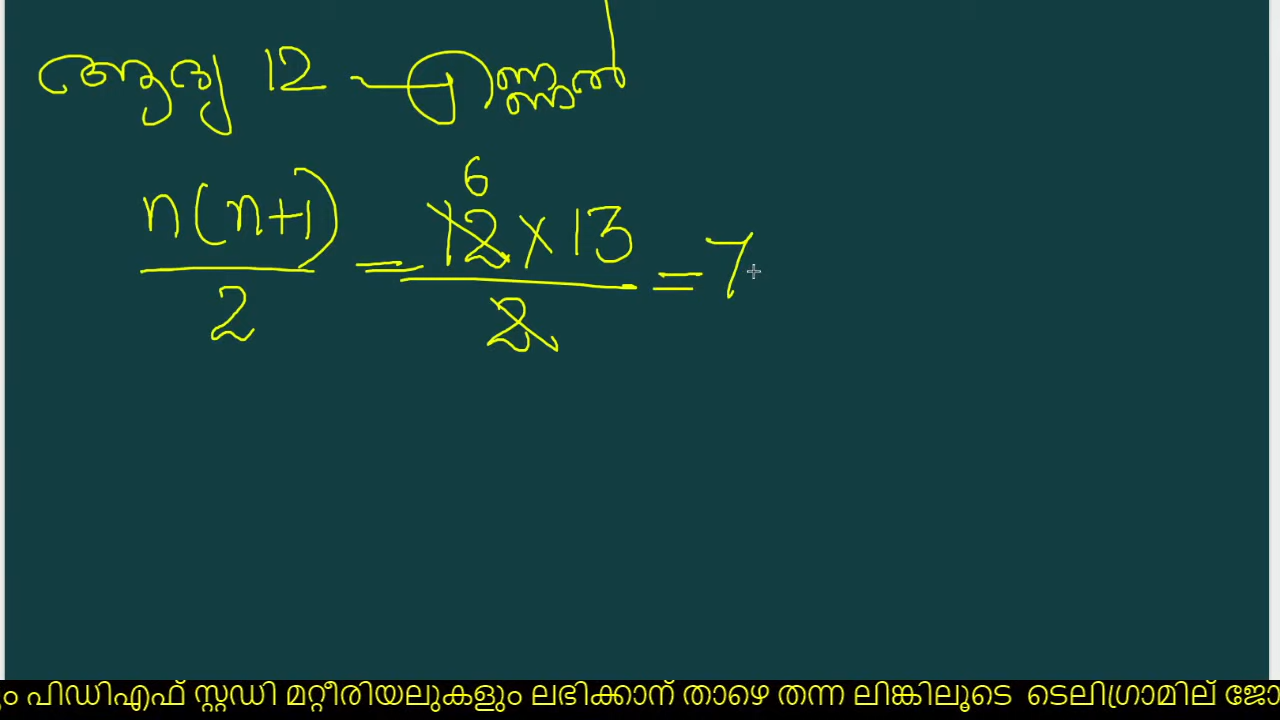 ആദ്യ 12 എണ്ണൽ
6
n(n+1) / 2 = 12 × 13 / 2 = 7
ം പിഡിഎഫ് സ്റ്റഡി മറ്റീരിയലുകളും ലഭിക്കാന് താഴെ തന്ന ലിങ്കിലൂടെ ടെലിഗ്രാമില് ജോ